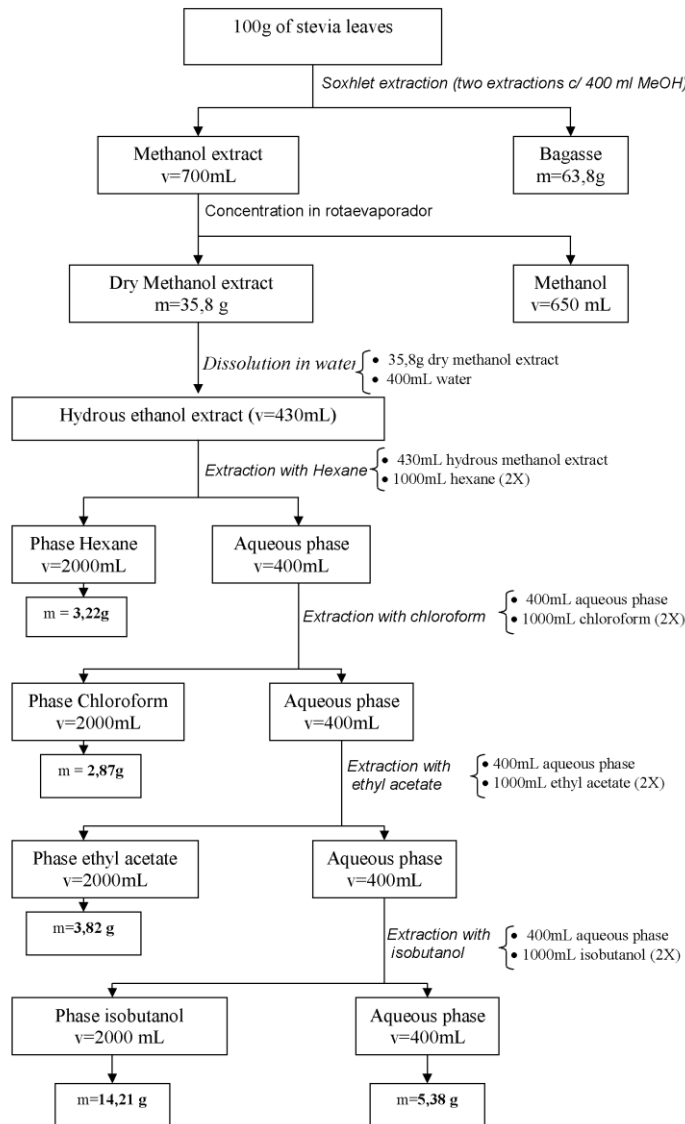 100g of stevia leaves
Soxhlet extraction (two extractions c/ 400 ml MeOH)
Methanol extract
v=700mL
Bagasse
m=63,8g
Concentration in rotaevaporador
Dry Methanol extract
m=35,8 g
Methanol
v=650 mL
Dissolution in water
• 35,8g dry methanol extract
• 400mL water
Hydrous ethanol extract (v=430mL)
Extraction with Hexane
• 430mL hydrous methanol extract
• 1000mL hexane (2X)
Phase Hexane
v=2000mL
Aqueous phase
v=400mL
m = 3,22g
Extraction with chloroform
• 400mL aqueous phase
• 1000mL chloroform (2X)
Phase Chloroform
v=2000mL
Aqueous phase
v=400mL
m = 2,87g
Extraction with
ethyl acetate
• 400mL aqueous phase
• 1000mL ethyl acetate (2X)
Phase ethyl acetate
v=2000mL
Aqueous phase
v=400mL
m=3,82 g
Extraction with
isobutanol
• 400mL aqueous phase
• 1000mL isobutanol (2X)
Phase isobutanol
v=2000 mL
Aqueous phase
v=400mL
m=14,21 g
m=5,38 g